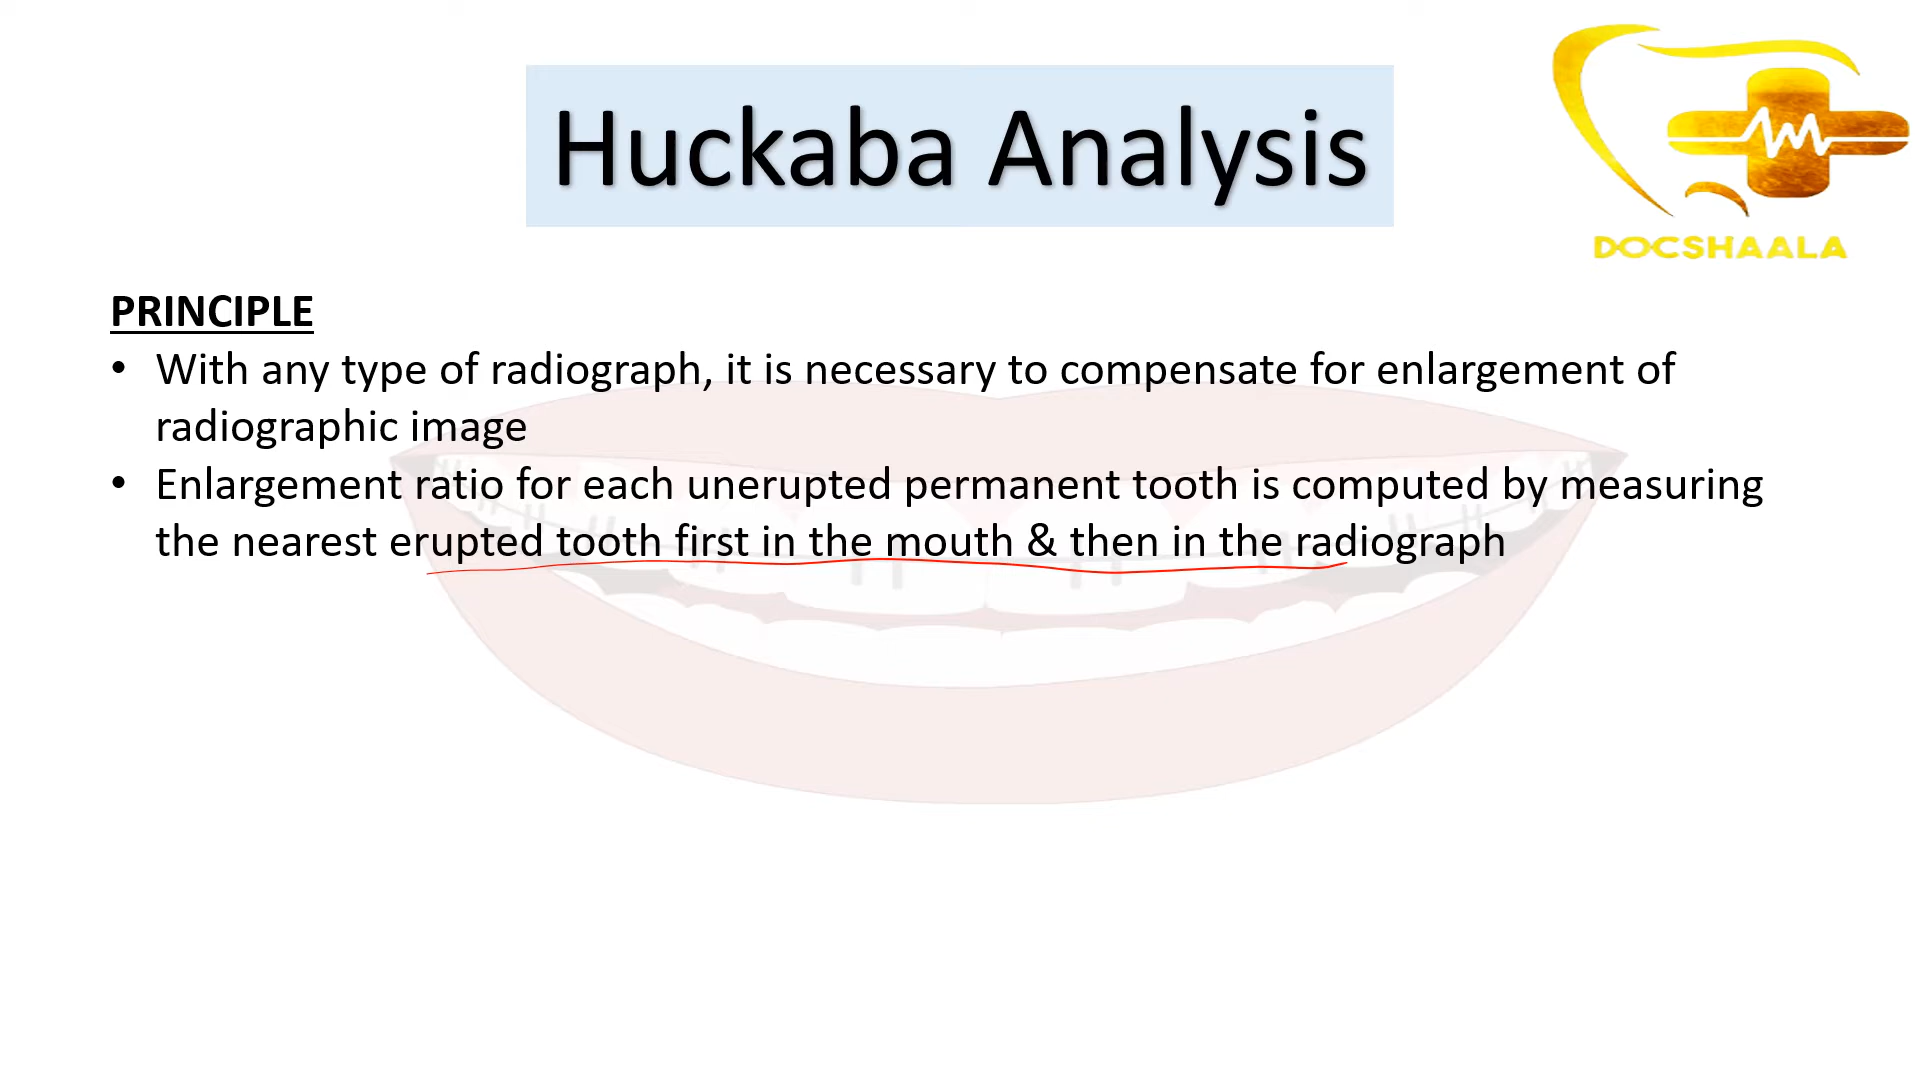 Huckaba Analysis
DOCSHAALA
PRINCIPLE
• With any type of radiograph, it is necessary to compensate for enlargement of
radiographic image
• Enlargement ratio for each unerupted permanent tooth is computed by measuring
the nearest erupted tooth first in the mouth & then in the radiograph